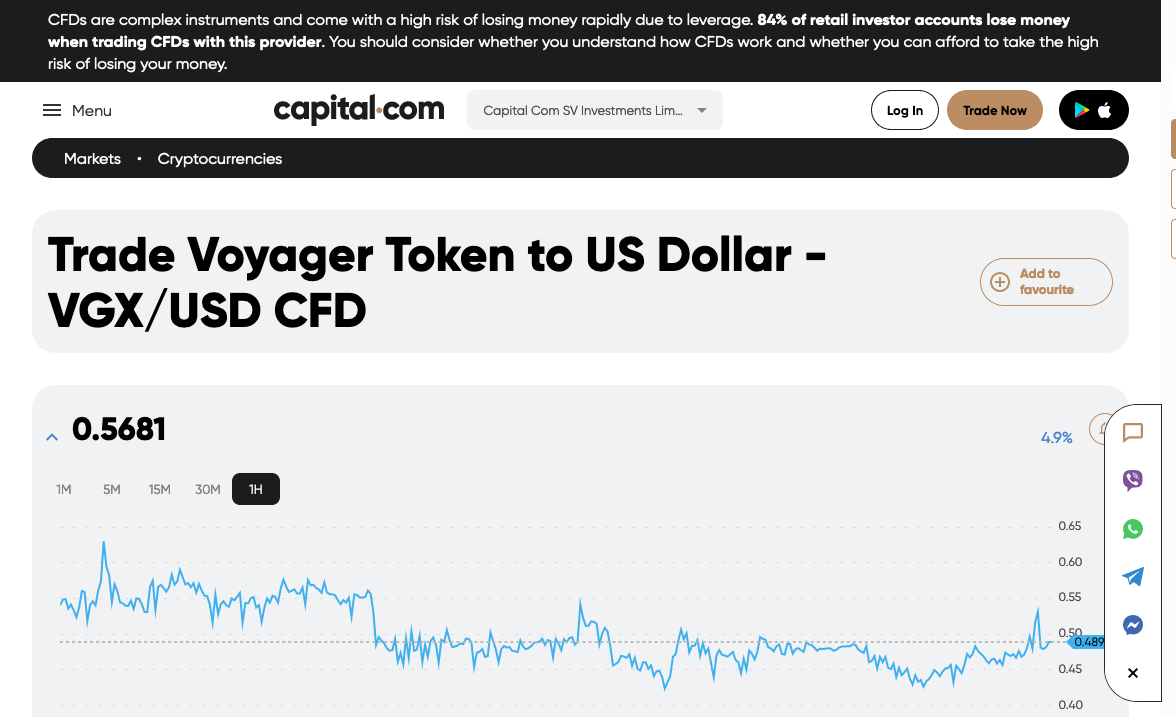 CFDs are complex instruments and come with a high risk of losing money rapidly due to leverage. 84% of retail investor accounts lose money
when trading CFDs with this provider. You should consider whether you understand how CFDs work and whether you can afford to take the high
risk of losing your money.
Menu
capital.com
Capital Com SV Investments Lim...
Log In
Trade Now
Markets • Cryptocurrencies
Trade Voyager Token to US Dollar -
VGX/USD CFD
Add to
favourite
0.5681
4.9%
1M 5M 15M 30M 1H
0.65
0.60
0.55
0.50
0.489
0.45
0.40